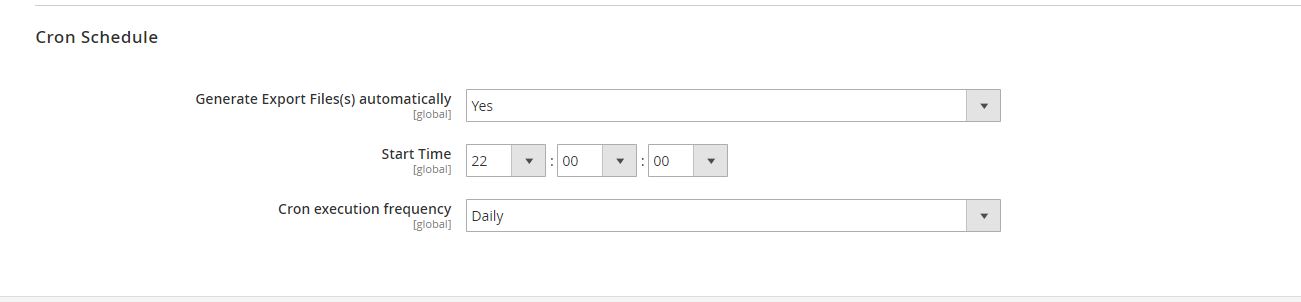 Cron Schedule
Generate Export Files(s) automatically Yes
[global]
Start Time 22 : 00 : 00
[global]
Cron execution frequency Daily
[global]